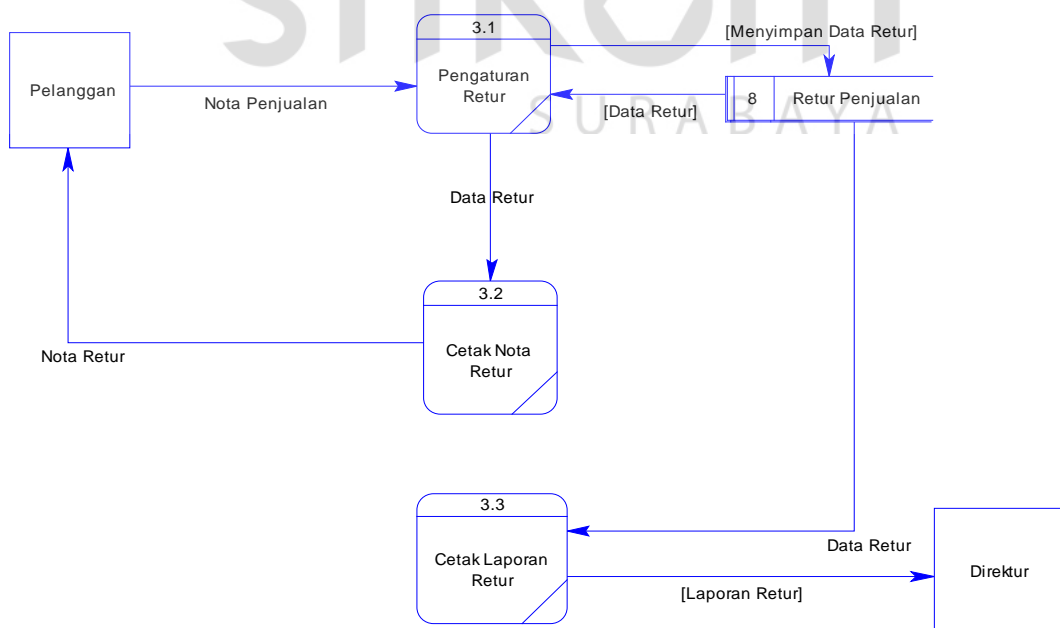 3.1
[Menyimpan Data Retur]
Pelanggan
Pengaturan
Retur
Nota Penjualan
8
Retur Penjualan
[Data Retur]
SURABAYA
Data Retur
3.2
Cetak Nota
Retur
Nota Retur
3.3
Cetak Laporan
Retur
Data Retur
Direktur
[Laporan Retur]